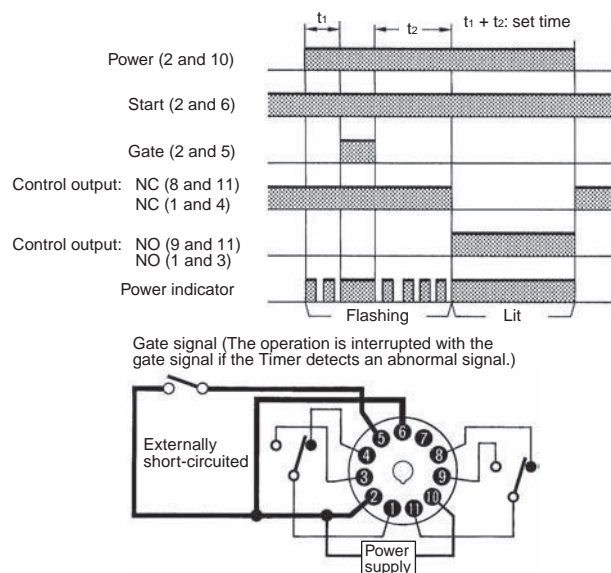 t1
t2
t1 + t2: set time
Power (2 and 10)
Start (2 and 6)
Gate (2 and 5)
Control output: NC (8 and 11)
NC (1 and 4)
Control output: NO (9 and 11)
NO (1 and 3)
Power indicator
Flashing
Lit
Gate signal (The operation is interrupted with the
gate signal if the Timer detects an abnormal signal.)
Externally
short-circuited
5
6
7
4
8
3
9
2
10
1
11
Power
supply